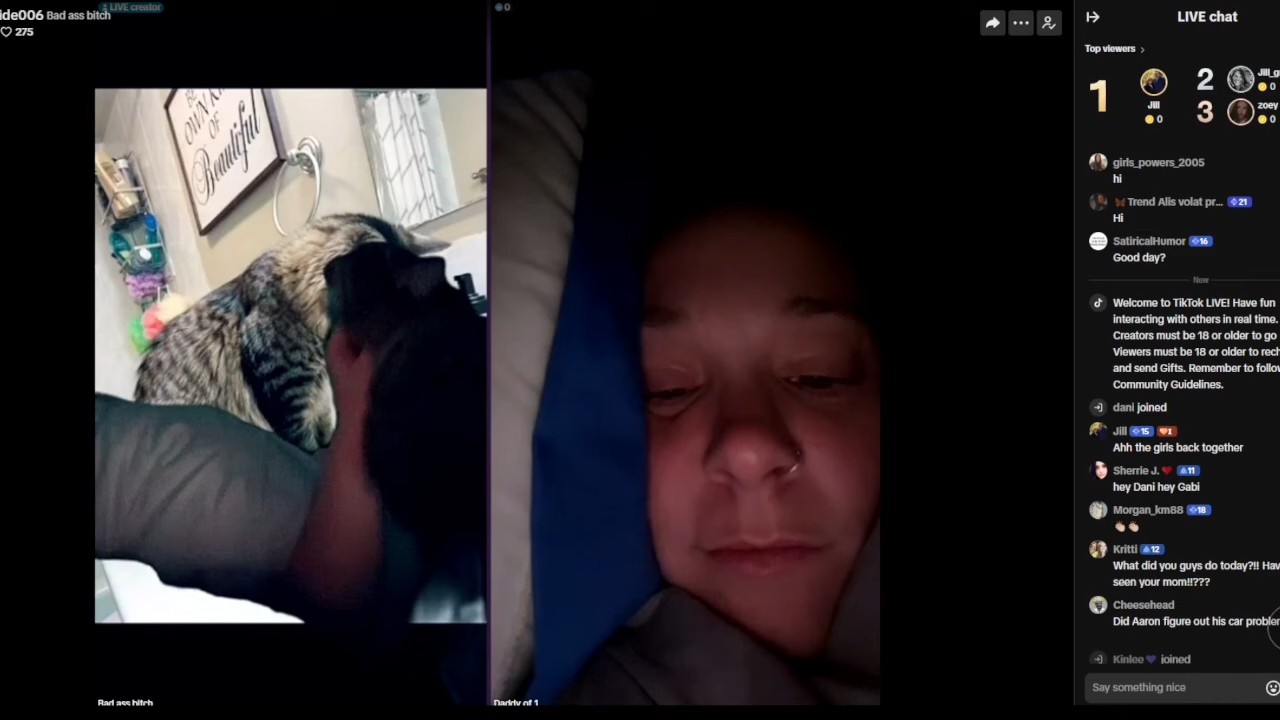 ide006 Bad ass bitch
275
LIVE creator
0
OWN
OF
Beautiful
Bad ass bitch
Daddy of 1
LIVE chat
Top viewers
1
Jill
0
2
Jill_g
0
3
zoey
0
girls_powers_2005
hi
Trend Alis volat pr... 21
Hi
SatiricalHumor 16
Good day?
New
Welcome to TikTok LIVE! Have fun
interacting with others in real time.
Creators must be 18 or older to go
Viewers must be 18 or older to rech
and send Gifts. Remember to follow
Community Guidelines.
dani joined
Jill 15 I
Ahh the girls back together
Sherrie J. 11
hey Dani hey Gabi
Morgan_km88 18
Kritti 12
What did you guys do today?!! Hav
seen your mom!!???
Cheesehead
Did Aaron figure out his car proble
Kinlee joined
Say something nice